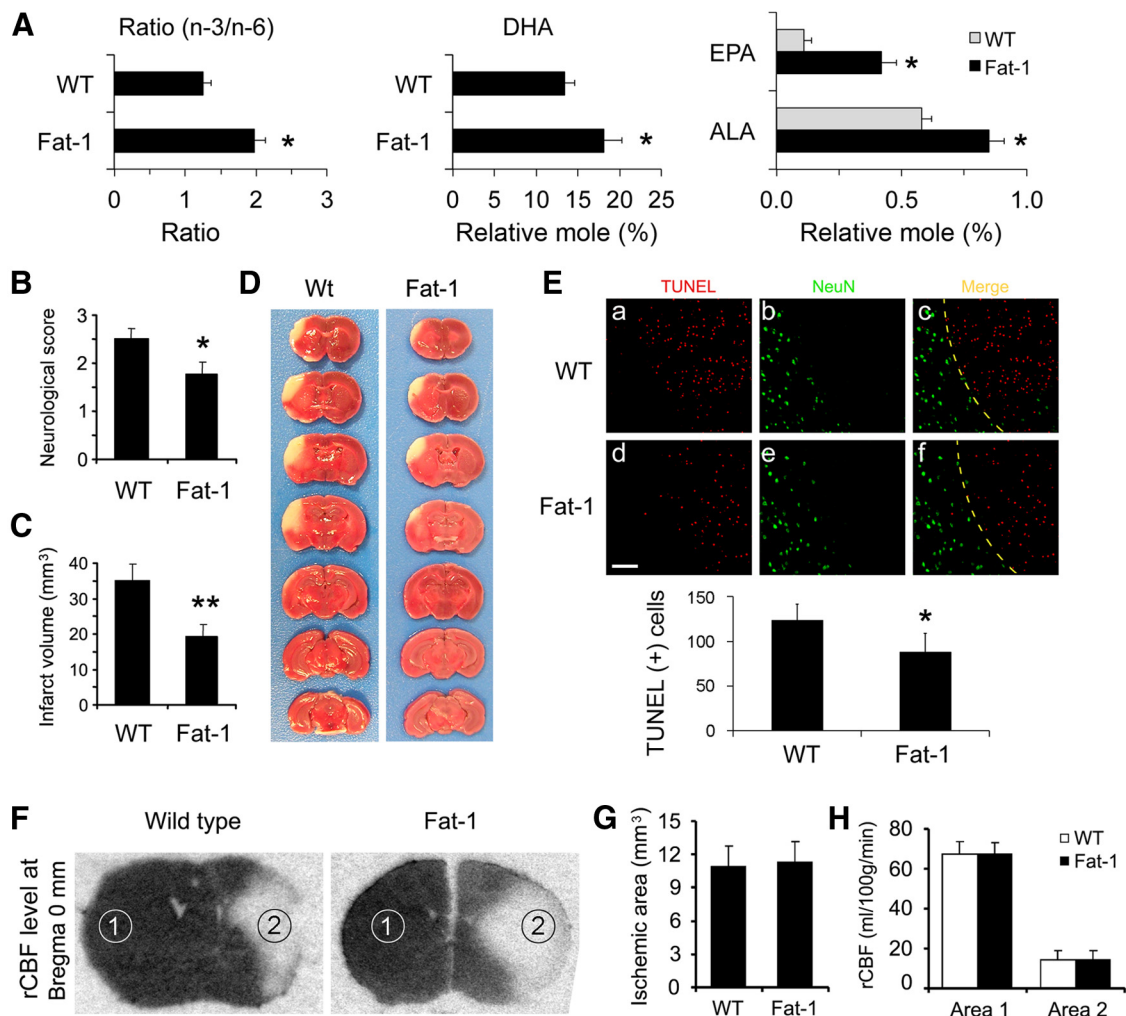 A
Ratio (n-3/n-6)
WT
Fat-1
*
0 1 2 3
Ratio
DHA
WT
Fat-1
*
0 5 10 15 20 25
Relative mole (%)
EPA
ALA
*
*
WT
Fat-1
0.0 0.5 1.0
Relative mole (%)
B
Neurological score
3
2
1
0
*
WT Fat-1
C
Infarct volume (mm³)
40
30
20
10
0
**
WT Fat-1
D
Wt Fat-1
E
TUNEL NeuN Merge
WT
a b c
Fat-1
d e f
TUNEL (+) cells
150
100
50
0
*
WT Fat-1
F
Wild type Fat-1
rCBF level at
Bregma 0 mm
1 2 1 2
G
Ischemic area (mm³)
15
12
9
6
3
0
WT Fat-1
H
rCBF (ml/100g/min)
80
60
40
20
0
WT
Fat-1
Area 1 Area 2